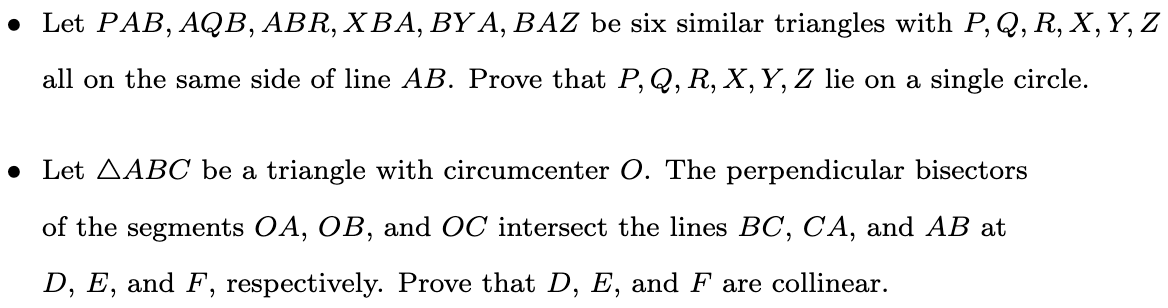 • Let PAB, AQB, ABR, XBA, BYA, BAZ be six similar triangles with P, Q, R, X, Y, Z
all on the same side of line AB. Prove that P, Q, R, X, Y, Z lie on a single circle.
• Let △ABC be a triangle with circumcenter O. The perpendicular bisectors
of the segments OA, OB, and OC intersect the lines BC, CA, and AB at
D, E, and F, respectively. Prove that D, E, and F are collinear.